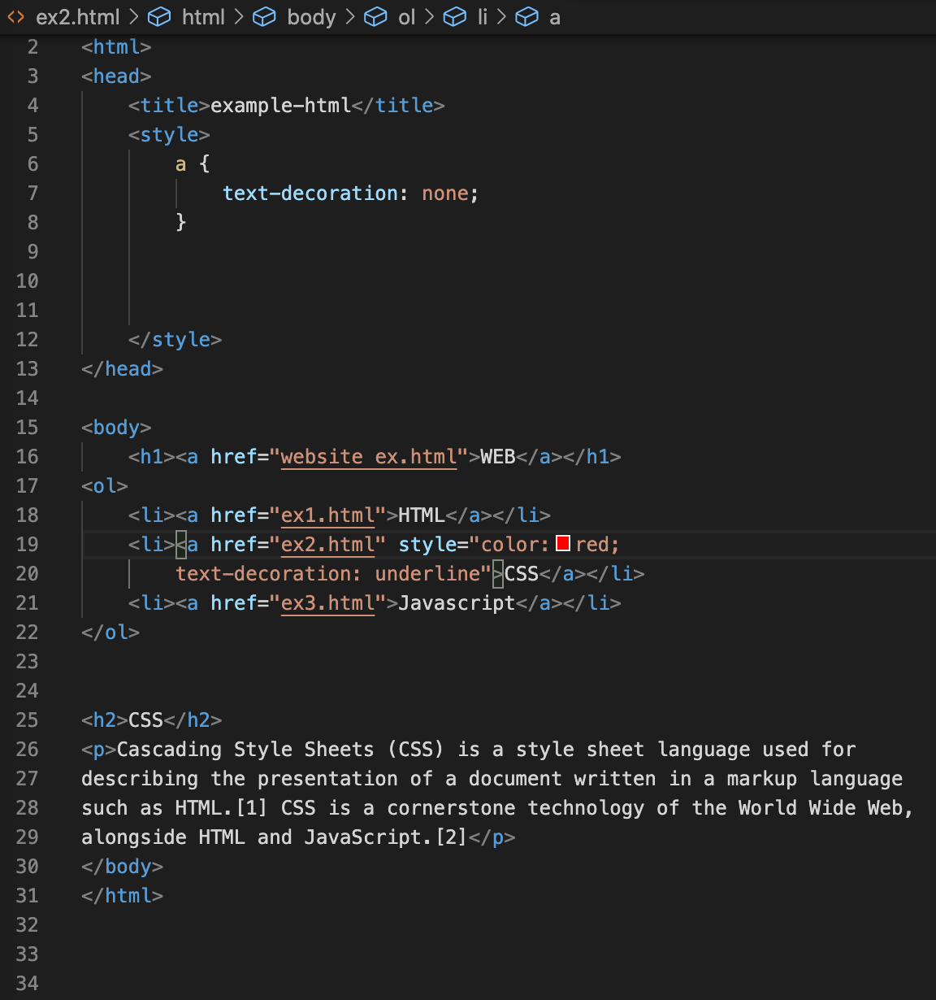 <> ex2.html > html > body > ol > li > a
2 <html>
3 <head>
4 <title>example-html</title>
5 <style>
6 a {
7 text-decoration: none;
8 }
9
10
11
12 </style>
13 </head>
14
15 <body>
16 <h1><a href="website ex.html">WEB</a></h1>
17 <ol>
18 <li><a href="ex1.html">HTML</a></li>
19 <li><a href="ex2.html" style="color:red;
20 text-decoration: underline">CSS</a></li>
21 <li><a href="ex3.html">Javascript</a></li>
22 </ol>
23
24
25 <h2>CSS</h2>
26 <p>Cascading Style Sheets (CSS) is a style sheet language used for
27 describing the presentation of a document written in a markup language
28 such as HTML.[1] CSS is a cornerstone technology of the World Wide Web,
29 alongside HTML and JavaScript.[2]</p>
30 </body>
31 </html>
32
33
34